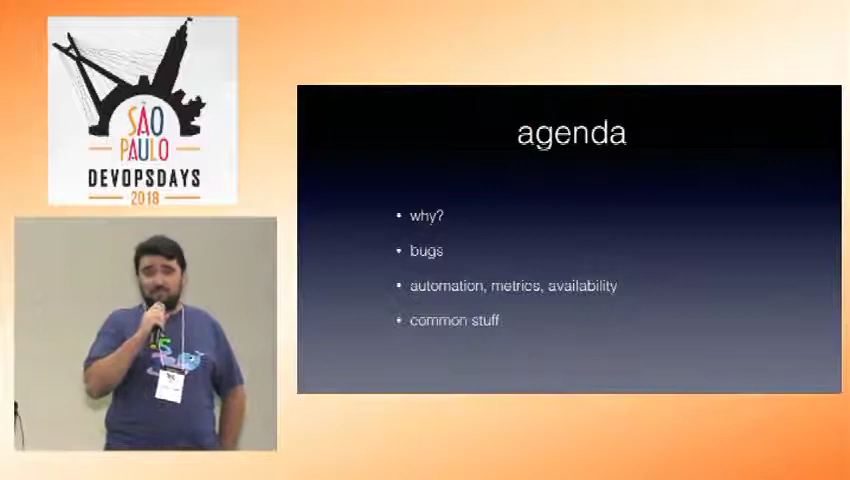 SÃO
PAULO
DEVOPSDAYS
2018
agenda
• why?
• bugs
• automation, metrics, availability
• common stuff